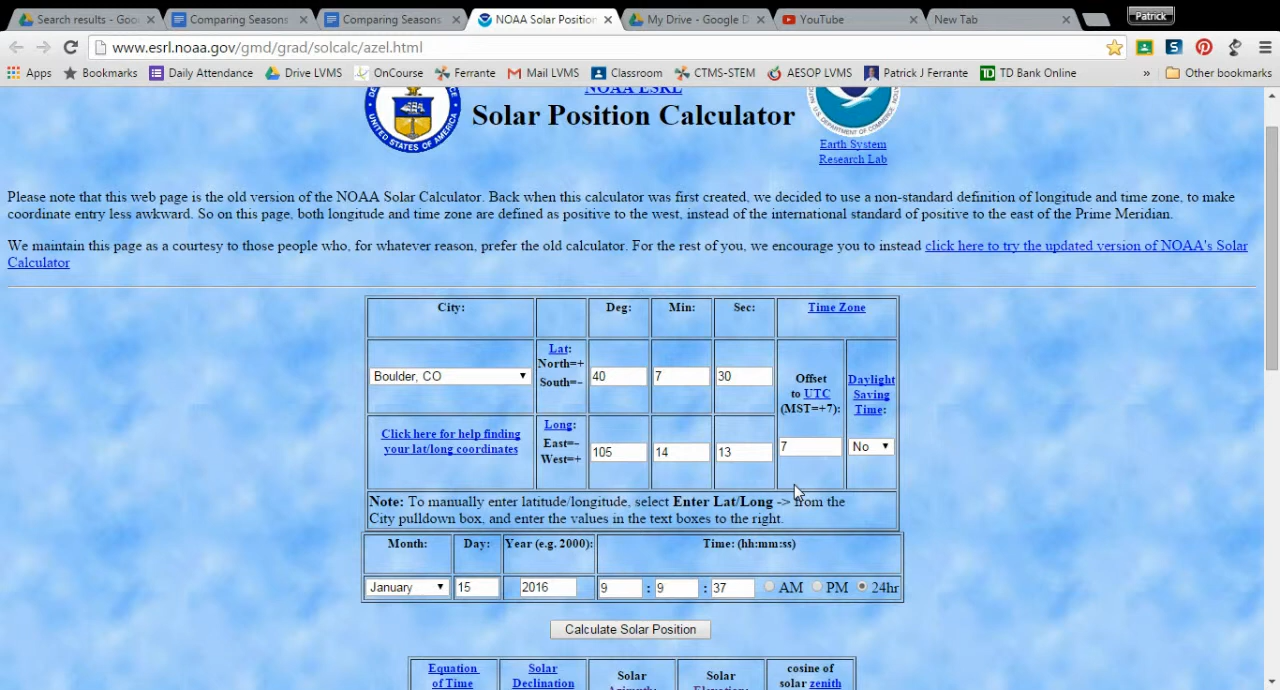 Search results - Goo
Comparing Seasons
Comparing Seasons
NOAA Solar Position
My Drive - Google D
YouTube
New Tab
Patrick
www.esrl.noaa.gov/gmd/grad/solcalc/azel.html
Apps
Bookmarks
Daily Attendance
Drive LVMS
OnCourse
Ferrante
Mail LVMS
Classroom
CTMS-STEM
AESOP LVMS
Patrick J Ferrante
TD Bank Online
»
Other bookmarks
NOAA ESRL
Solar Position Calculator
UNITED STATES OF AMERICA
Earth System
Research Lab
Please note that this web page is the old version of the NOAA Solar Calculator. Back when this calculator was first created, we decided to use a non-standard definition of longitude and time zone, to make
coordinate entry less awkward. So on this page, both longitude and time zone are defined as positive to the west, instead of the international standard of positive to the east of the Prime Meridian.
We maintain this page as a courtesy to those people who, for whatever reason, prefer the old calculator. For the rest of you, we encourage you to instead click here to try the updated version of NOAA's Solar
Calculator
City: Deg: Min: Sec: Time Zone
Boulder, CO
Lat:
North=+
South=-
40 7 30
Offset
to UTC
(MST=+7):
7
Daylight
Saving
Time:
No
Click here for help finding
your lat/long coordinates
Long:
East=-
West=+
105 14 13
Note: To manually enter latitude/longitude, select Enter Lat/Long -> from the
City pulldown box, and enter the values in the text boxes to the right.
Month: Day: Year (e.g. 2000): Time: (hh:mm:ss)
January 15 2016 9 : 9 : 37 AM PM 24hr
Calculate Solar Position
Equation
of Time
Solar
Declination
Solar
Solar
cosine of
solar zenith